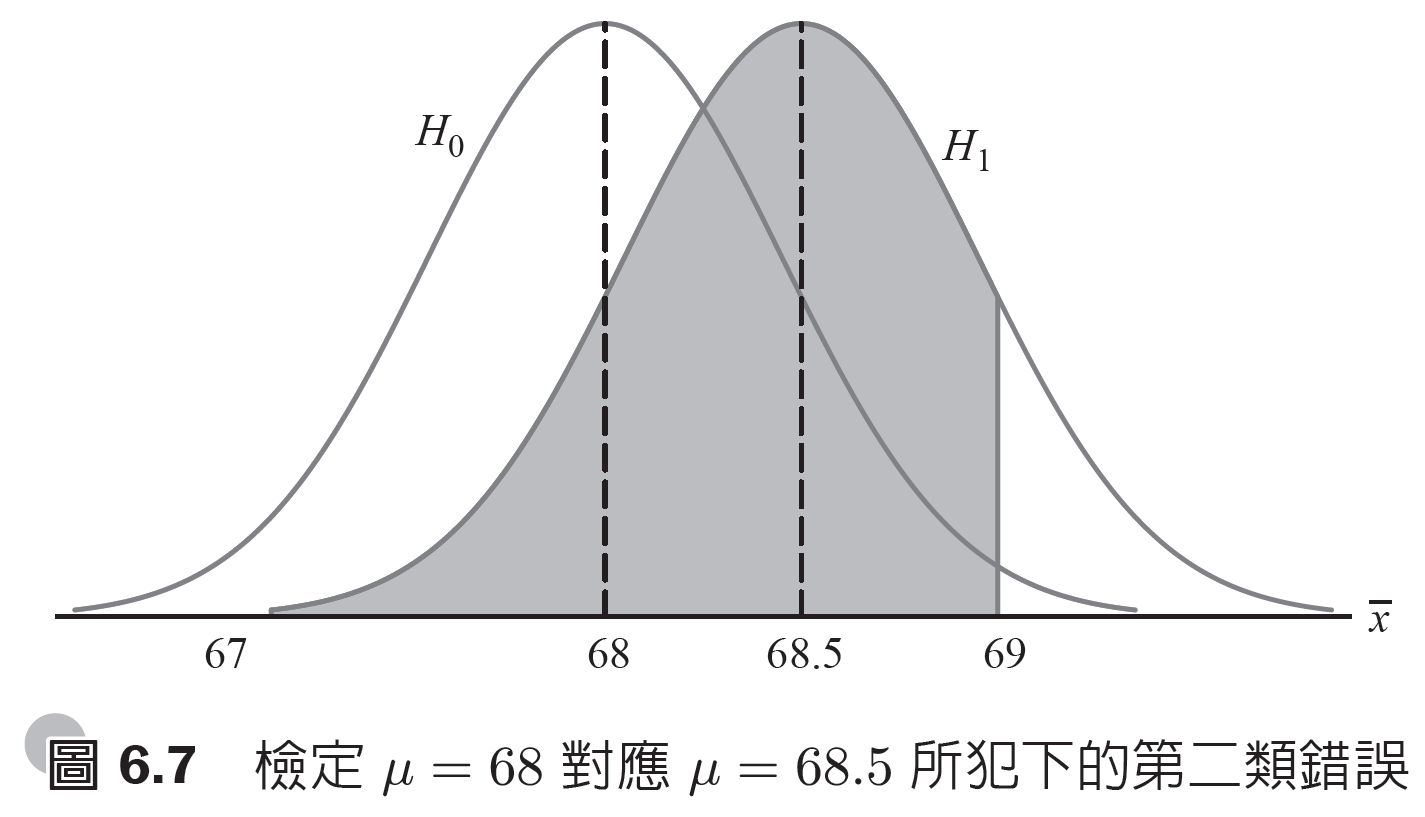 H₀
H₁
67 68 68.5 69 x̄
圖 6.7 檢定 μ = 68 對應 μ = 68.5 所犯下的第二類錯誤